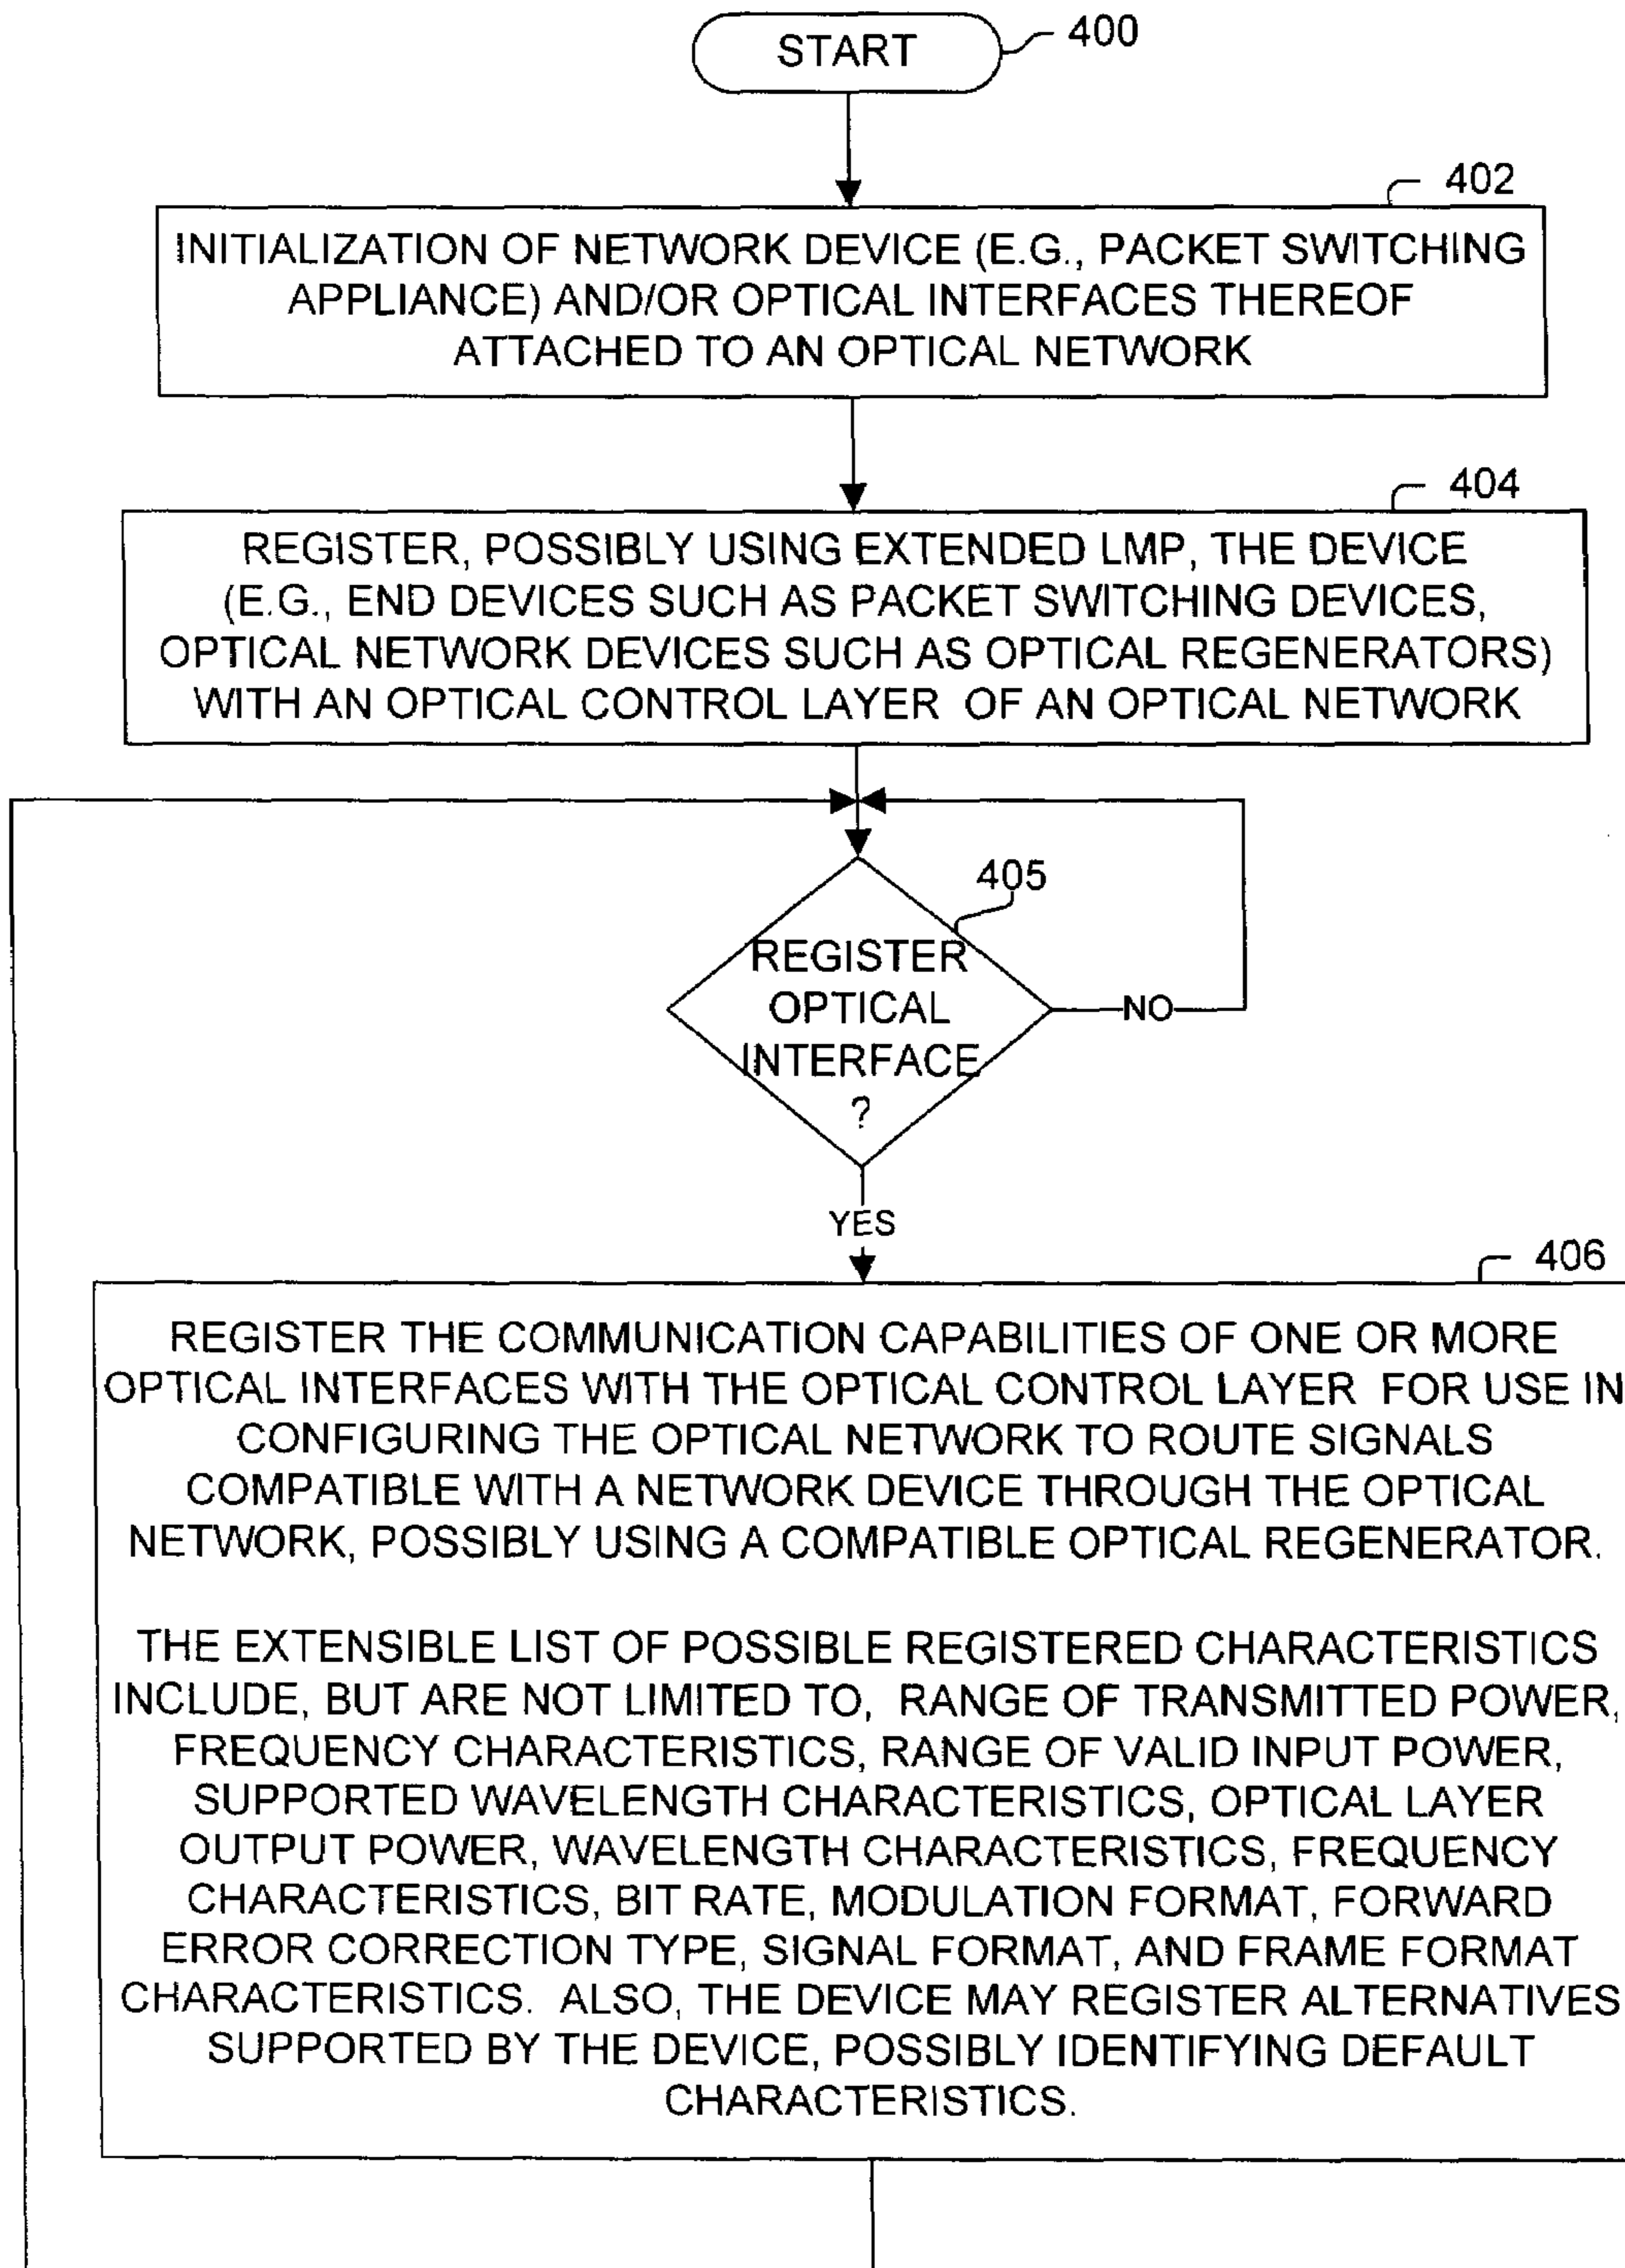 START
400
402
INITIALIZATION OF NETWORK DEVICE (E.G., PACKET SWITCHING
APPLIANCE) AND/OR OPTICAL INTERFACES THEREOF
ATTACHED TO AN OPTICAL NETWORK
404
REGISTER, POSSIBLY USING EXTENDED LMP, THE DEVICE
(E.G., END DEVICES SUCH AS PACKET SWITCHING DEVICES,
OPTICAL NETWORK DEVICES SUCH AS OPTICAL REGENERATORS)
WITH AN OPTICAL CONTROL LAYER OF AN OPTICAL NETWORK
405
REGISTER
OPTICAL
INTERFACE
?
NO
YES
406
REGISTER THE COMMUNICATION CAPABILITIES OF ONE OR MORE
OPTICAL INTERFACES WITH THE OPTICAL CONTROL LAYER FOR USE IN
CONFIGURING THE OPTICAL NETWORK TO ROUTE SIGNALS
COMPATIBLE WITH A NETWORK DEVICE THROUGH THE OPTICAL
NETWORK, POSSIBLY USING A COMPATIBLE OPTICAL REGENERATOR.
THE EXTENSIBLE LIST OF POSSIBLE REGISTERED CHARACTERISTICS
INCLUDE, BUT ARE NOT LIMITED TO, RANGE OF TRANSMITTED POWER,
FREQUENCY CHARACTERISTICS, RANGE OF VALID INPUT POWER,
SUPPORTED WAVELENGTH CHARACTERISTICS, OPTICAL LAYER
OUTPUT POWER, WAVELENGTH CHARACTERISTICS, FREQUENCY
CHARACTERISTICS, BIT RATE, MODULATION FORMAT, FORWARD
ERROR CORRECTION TYPE, SIGNAL FORMAT, AND FRAME FORMAT
CHARACTERISTICS. ALSO, THE DEVICE MAY REGISTER ALTERNATIVES
SUPPORTED BY THE DEVICE, POSSIBLY IDENTIFYING DEFAULT
CHARACTERISTICS.